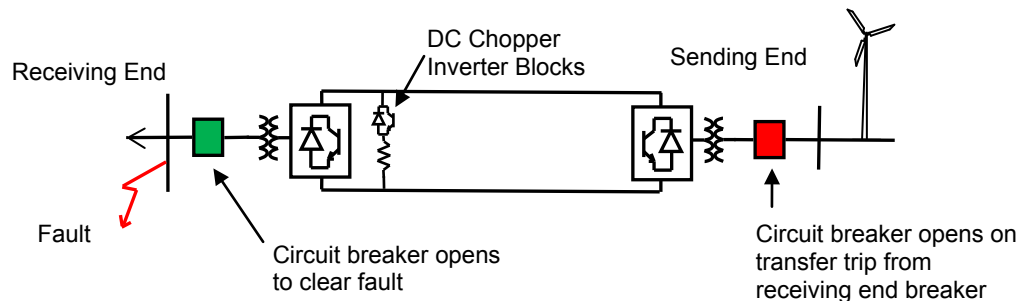 DC Chopper
Inverter Blocks
Receiving End
Sending End
Fault
Circuit breaker opens
to clear fault
Circuit breaker opens on
transfer trip from
receiving end breaker